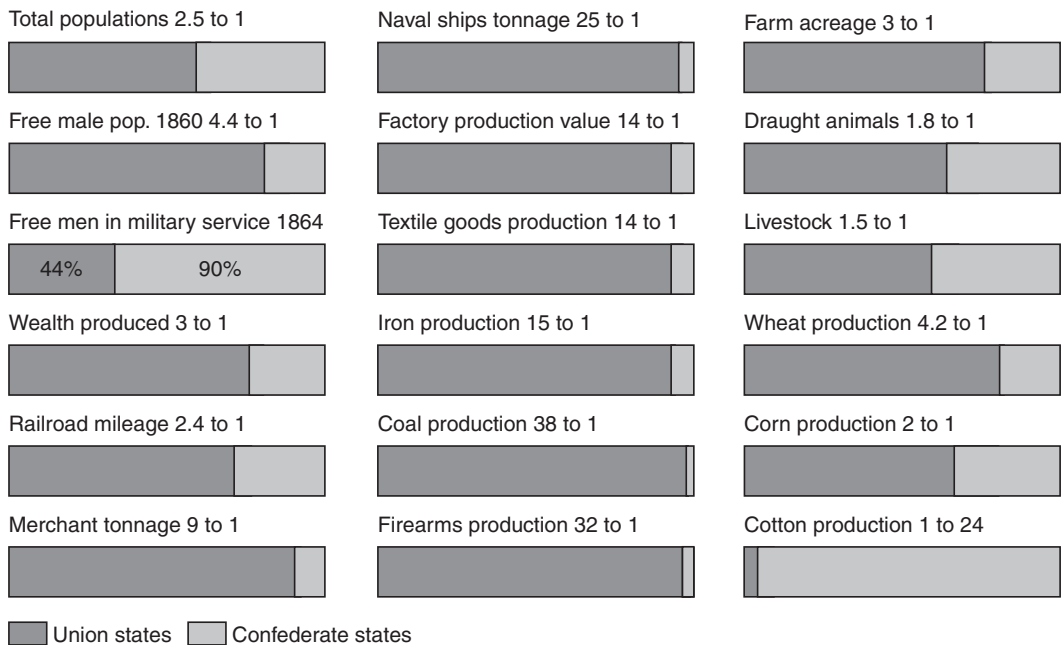 Total populations 2.5 to 1
Free male pop. 1860 4.4 to 1
Free men in military service 1864
44% 90%
Wealth produced 3 to 1
Railroad mileage 2.4 to 1
Merchant tonnage 9 to 1
Naval ships tonnage 25 to 1
Factory production value 14 to 1
Textile goods production 14 to 1
Iron production 15 to 1
Coal production 38 to 1
Firearms production 32 to 1
Farm acreage 3 to 1
Draught animals 1.8 to 1
Livestock 1.5 to 1
Wheat production 4.2 to 1
Corn production 2 to 1
Cotton production 1 to 24
Union states Confederate states